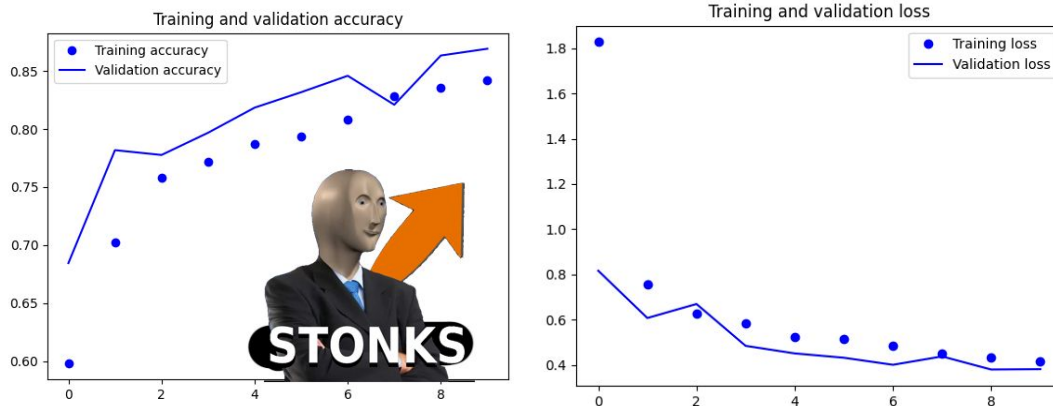 Training and validation accuracy
Training accuracy
Validation accuracy
0.85
0.80
0.75
0.70
0.65
0.60
0 2 4 6 8
STONKS
Training and validation loss
Training loss
Validation loss
1.8
1.6
1.4
1.2
1.0
0.8
0.6
0.4
0 2 4 6 8